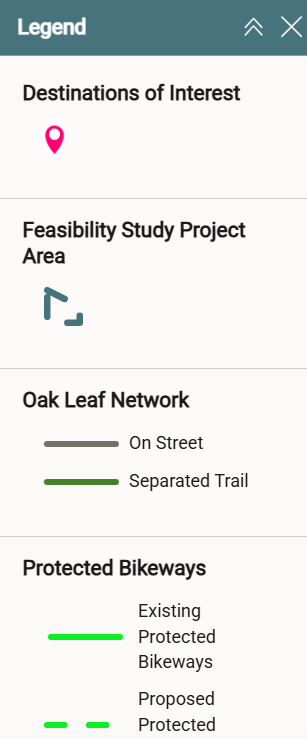 Legend
Destinations of Interest
Feasibility Study Project
Area
Oak Leaf Network
On Street
Separated Trail
Protected Bikeways
Existing
Protected
Bikeways
Proposed
Protected